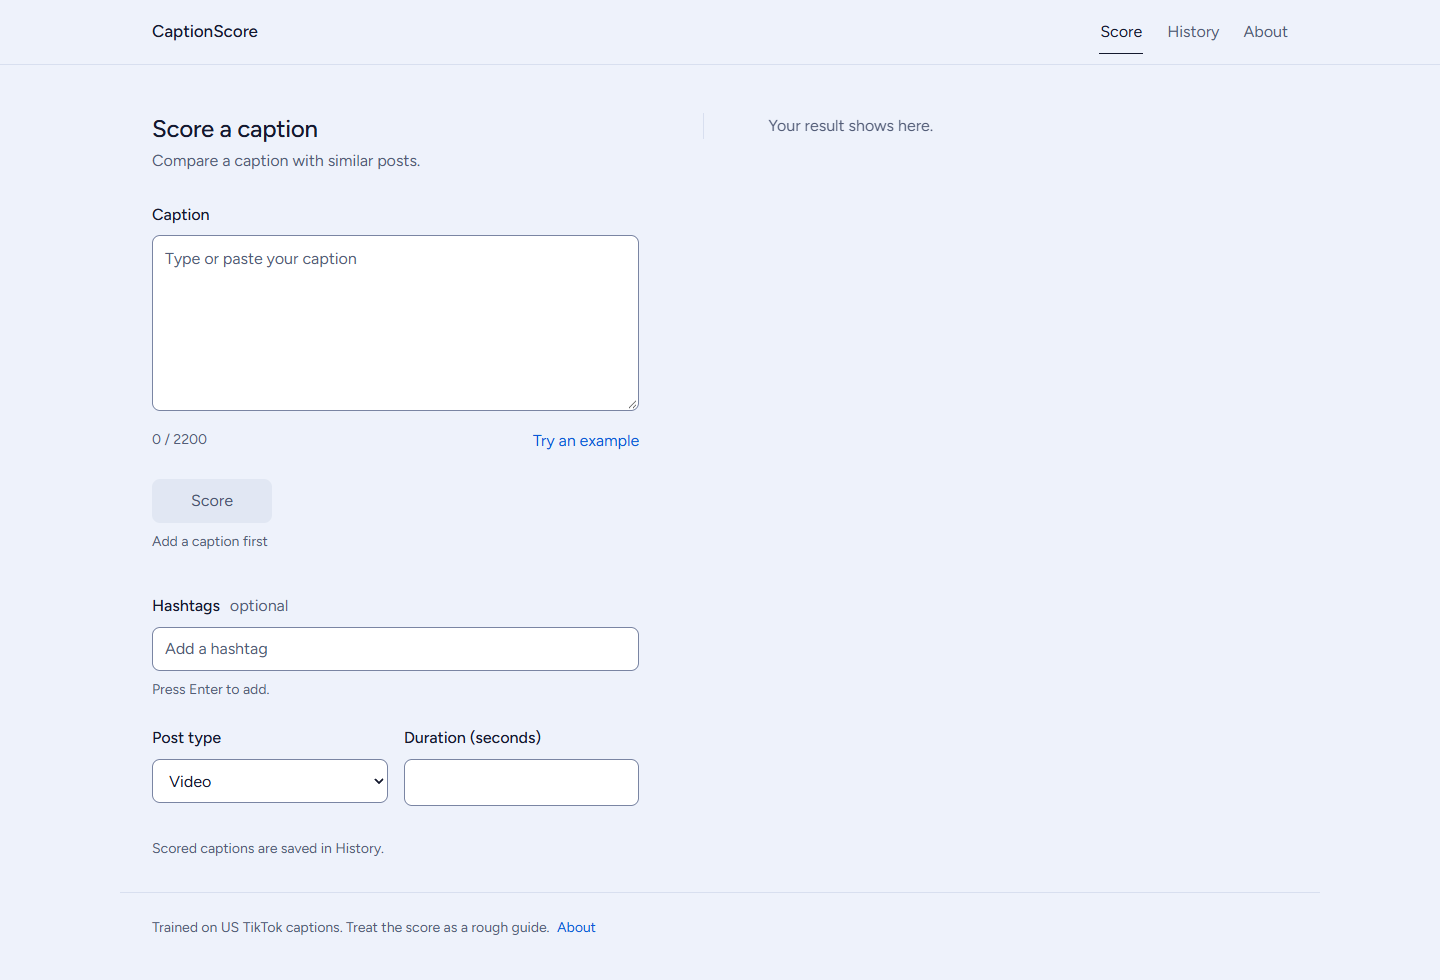 CaptionScore
Score History About
Score a caption
Compare a caption with similar posts.
Caption
Type or paste your caption
0 / 2200
Try an example
Score
Add a caption first
Hashtags optional
Add a hashtag
Press Enter to add.
Post type
Duration (seconds)
Video
Scored captions are saved in History.
Your result shows here.
Trained on US TikTok captions. Treat the score as a rough guide. About